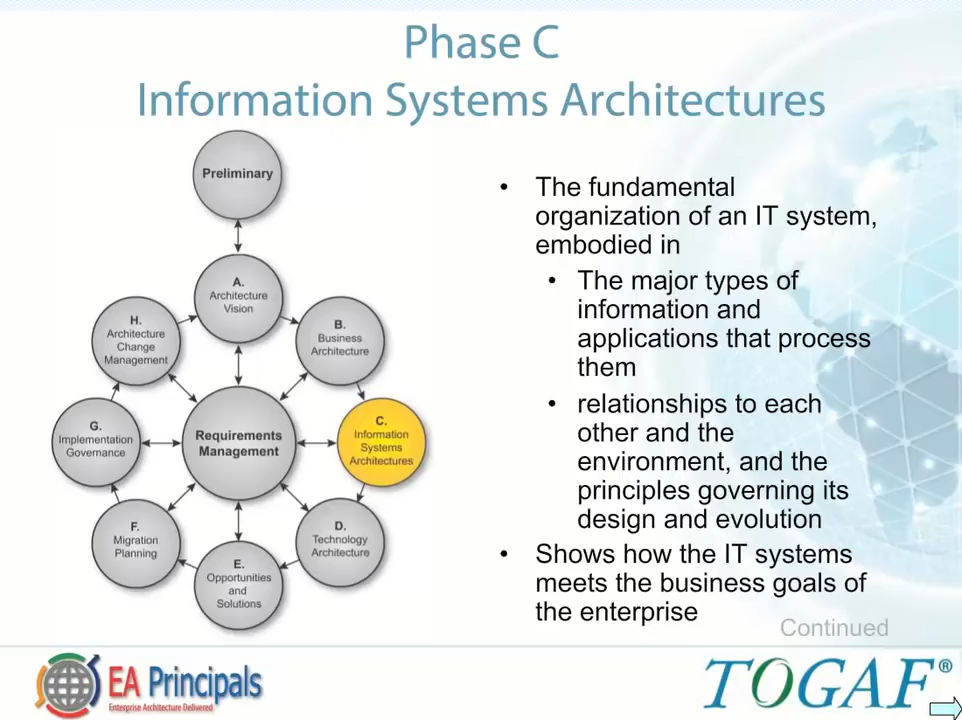 Phase C
Information Systems Architectures
Preliminary
A.
Architecture
Vision
H.
Architecture
Change
Management
B.
Business
Architecture
G.
Implementation
Governance
Requirements
Management
C.
Information
Systems
Architectures
F.
Migration
Planning
D.
Technology
Architecture
E.
Opportunities
and
Solutions
• The fundamental
organization of an IT system,
embodied in
• The major types of
information and
applications that process
them
• relationships to each
other and the
environment, and the
principles governing its
design and evolution
• Shows how the IT systems
meets the business goals of
the enterprise
Continued
EA Principals
Enterprise Architecture Delivered
TOGAF®